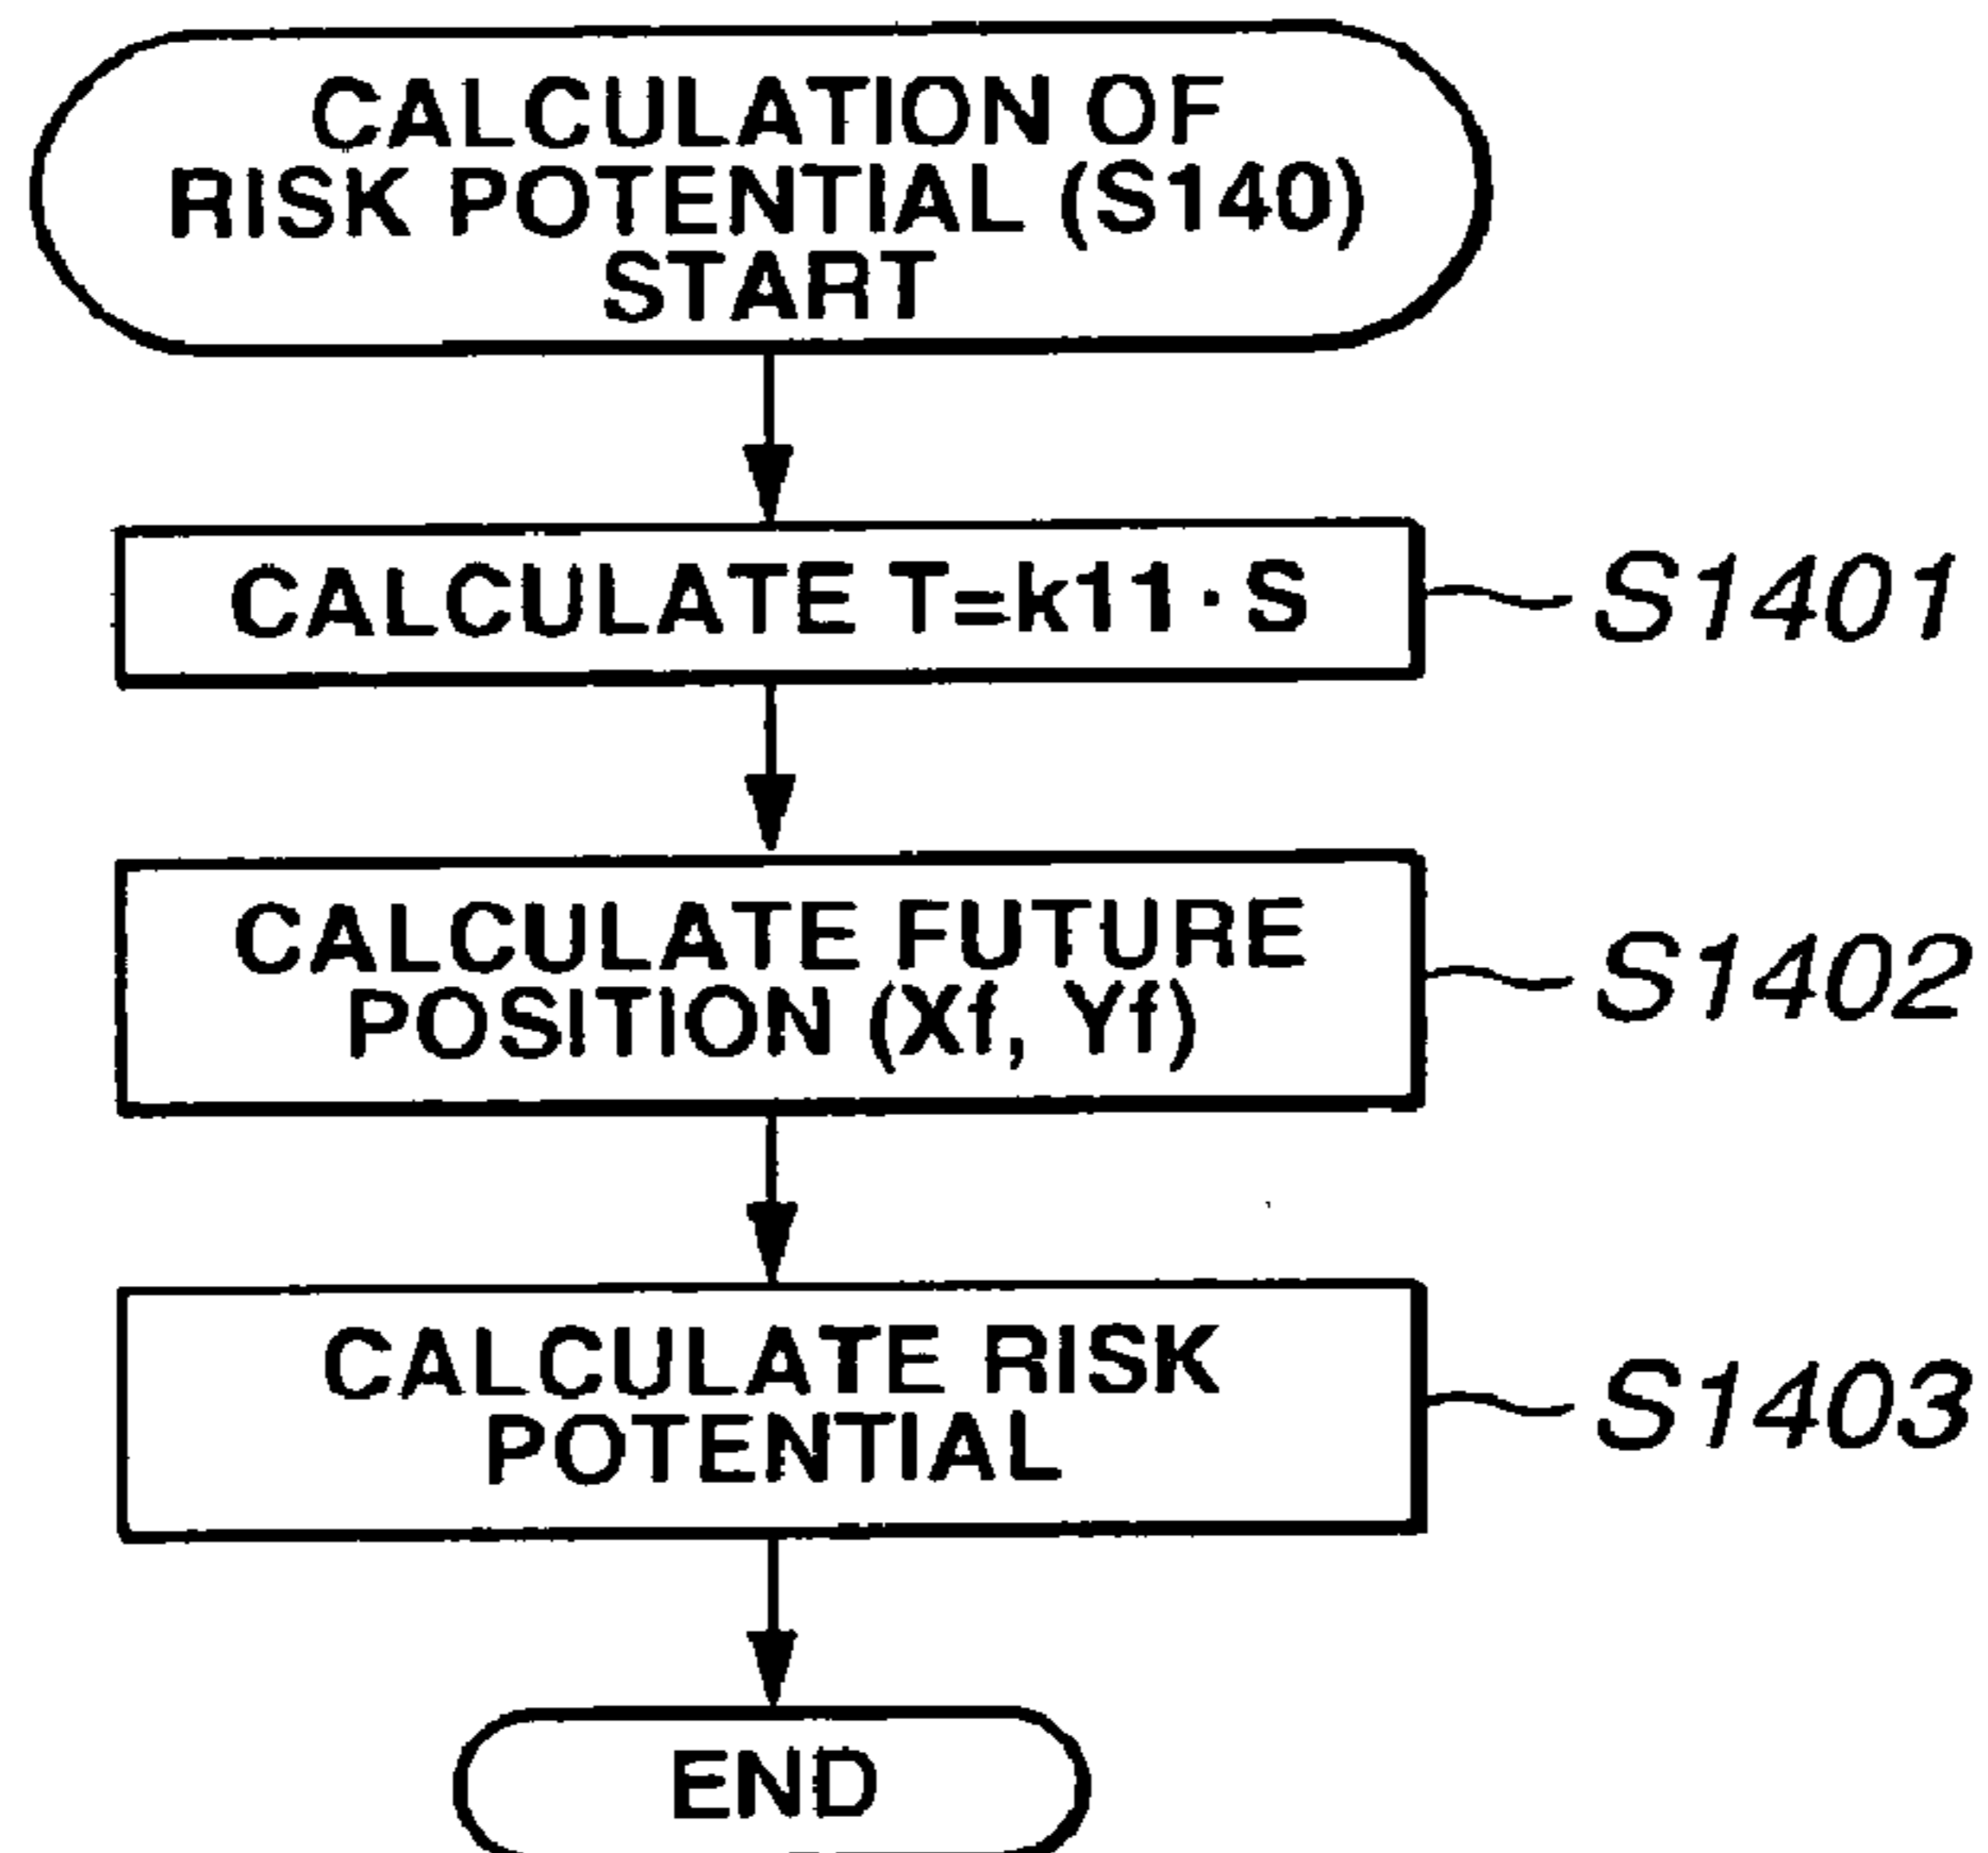 CALCULATION OF
RISK POTENTIAL (S140)
START
CALCULATE T=k11·S
S1401
CALCULATE FUTURE
POSITION (Xf, Yf)
S1402
CALCULATE RISK
POTENTIAL
S1403
END